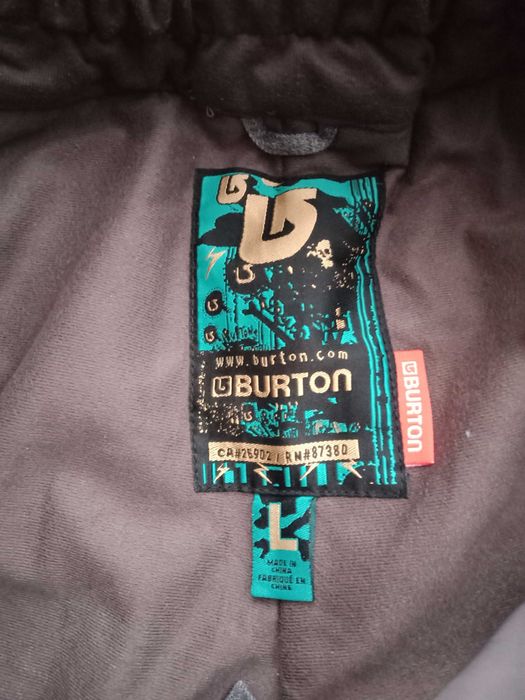 www.burton.com
BURTON
CA#25902 / RN#87380
BURTON
L
MADE IN
CHINA
FABRIQUÉ EN
CHINE